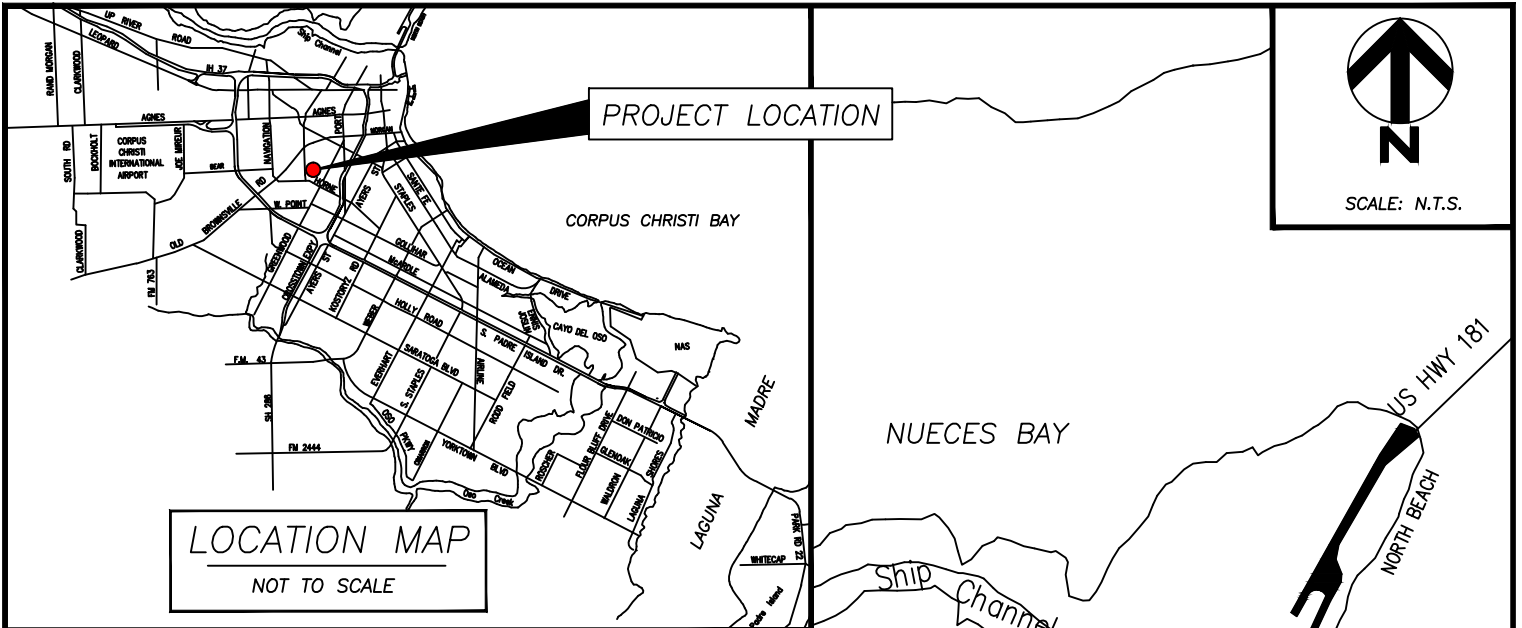 UP RIVER
ROAD
LEOPARD
RAND MORGAN
CLARKWOOD
IH 37
Ship
Channel
AGNES
AGNES
PORT
MORGAN
NAVIGATION
SOUTH RD
BOCKHOLT
CORPUS
CHRISTI
INTERNATIONAL
AIRPORT
JOE MIREUR
BEAR
HORNE
W. POINT
OLD
BROWNSVILLE
RD
CLARKWOOD
FM 763
AYERS
ST
STAPLES
SANTE FE
GREENWOOD
CROSSTOWN EXPY
AYERS
ST
KOSTORYZ
RD
GOLLIHAR
McARDLE
WEBER
HOLLY
ROAD
ALAMEDA
OCEAN
DRIVE
CAYO DEL OSO
NAS
S.
PADRE
ISLAND
DR.
SARATOGA BLVD
EVERHART
S. STAPLES
AIRLINE
RODD
FIELD
F.M. 43
SH 286
FM 2444
OSO
PKWY
YORKTOWN
BLVD
Oso
Creek
ROSCHER
FLOUR BLUFF DRIVE
DON PATRICIO
GLENOAK
WALDRON
LAGUNA
SHORES
MADRE
LAGUNA
PARK RD 22
WHITECAP
Padre Island
CORPUS CHRISTI BAY
PROJECT LOCATION
LOCATION MAP
NOT TO SCALE
N
SCALE: N.T.S.
NUECES BAY
US HWY 181
NORTH BEACH
Ship
Channel